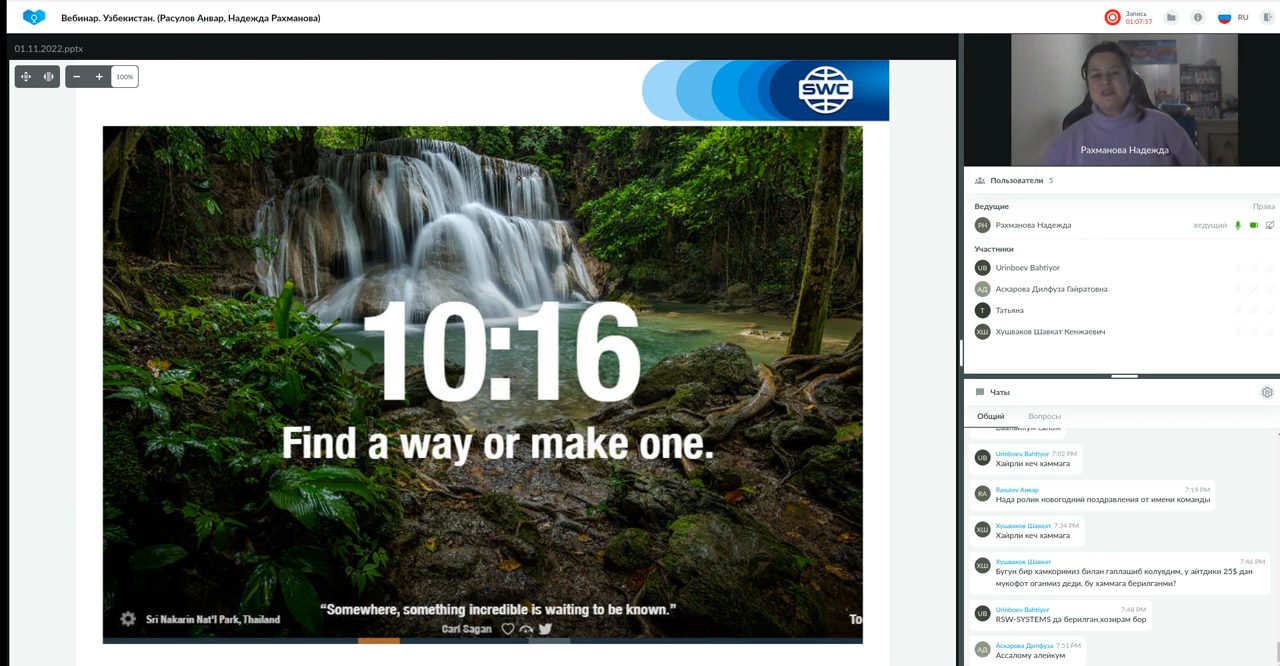 Вебинар. Узбекистан. (Расулов Анвар, Надежда Рахманова)
Запись
01:07:57
RU
01.11.2022.pptx
100%
SWC
10:16
Find a way or make one.
"Somewhere, something incredible is waiting to be known."
Carl Sagan
Sri Nakarin Nat'l Park, Thailand
To
Рахманова Надежда
Пользователи 5
Ведущие Права
РН Рахманова Надежда ведущий
Участники
UB Urinboev Bahtiyor
АД Аскарова Дилфуза Гайратовна
Т Татьяна
ХШ Хушваков Шавкат Кенжаевич
Чаты
Общий Вопросы
UB Urinboev Bahtiyor 7:02 PM
Хайрли кеч хаммага
RA Rasulov Анвар 7:19 PM
Нада ролик новогодний поздравления от имени команды
ХШ Хушваков Шавкат 7:34 PM
Хайрли кеч хаммага
ХШ Хушваков Шавкат 7:46 PM
Бугун бир хамкоримиз билан гаплашиб колувдим, у айтдики 25$ дан
мукофот оганмиз деди, бу хаммага берилганми?
UB Urinboev Bahtiyor 7:48 PM
RSW-SYSTEMS да берилган.хозирам бор
АД Аскарова Дилфуза 7:51 PM
Ассалому алейкум